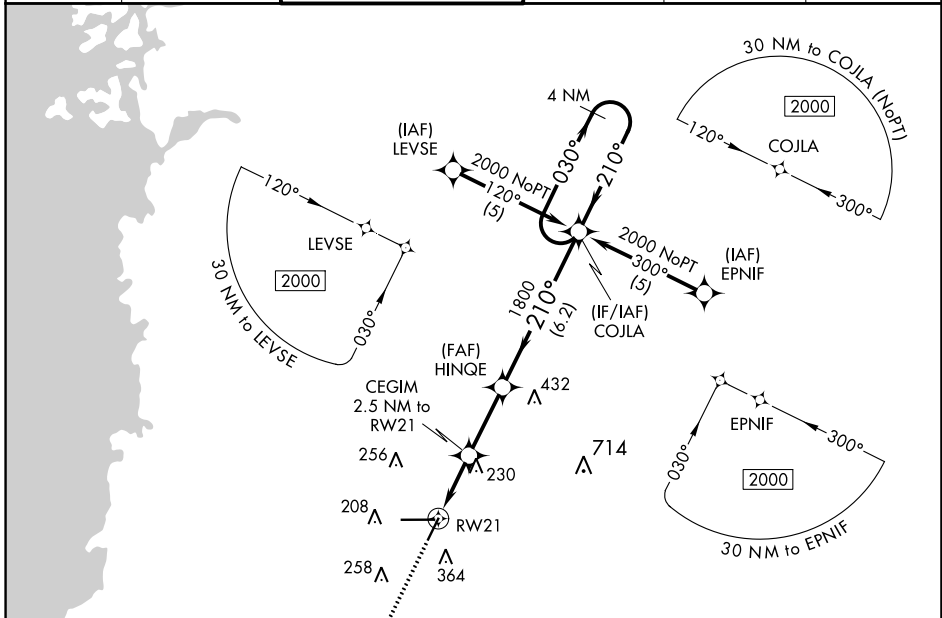 30 NM to COJLA (NoPT)
2000
120°
COJLA
300°
4 NM
030°
210°
(IAF)
LEVSE
2000 NoPT
120°
(5)
2000 NoPT
300°
(5)
(IAF)
EPNIF
(IF/IAF)
COJLA
120°
LEVSE
2000
030°
30 NM to LEVSE
1800
210°
(6.2)
(FAF)
HINQE
432
CEGIM
2.5 NM to
RW21
256
230
714
208
RW21
258
364
EPNIF
300°
030°
2000
30 NM to EPNIF